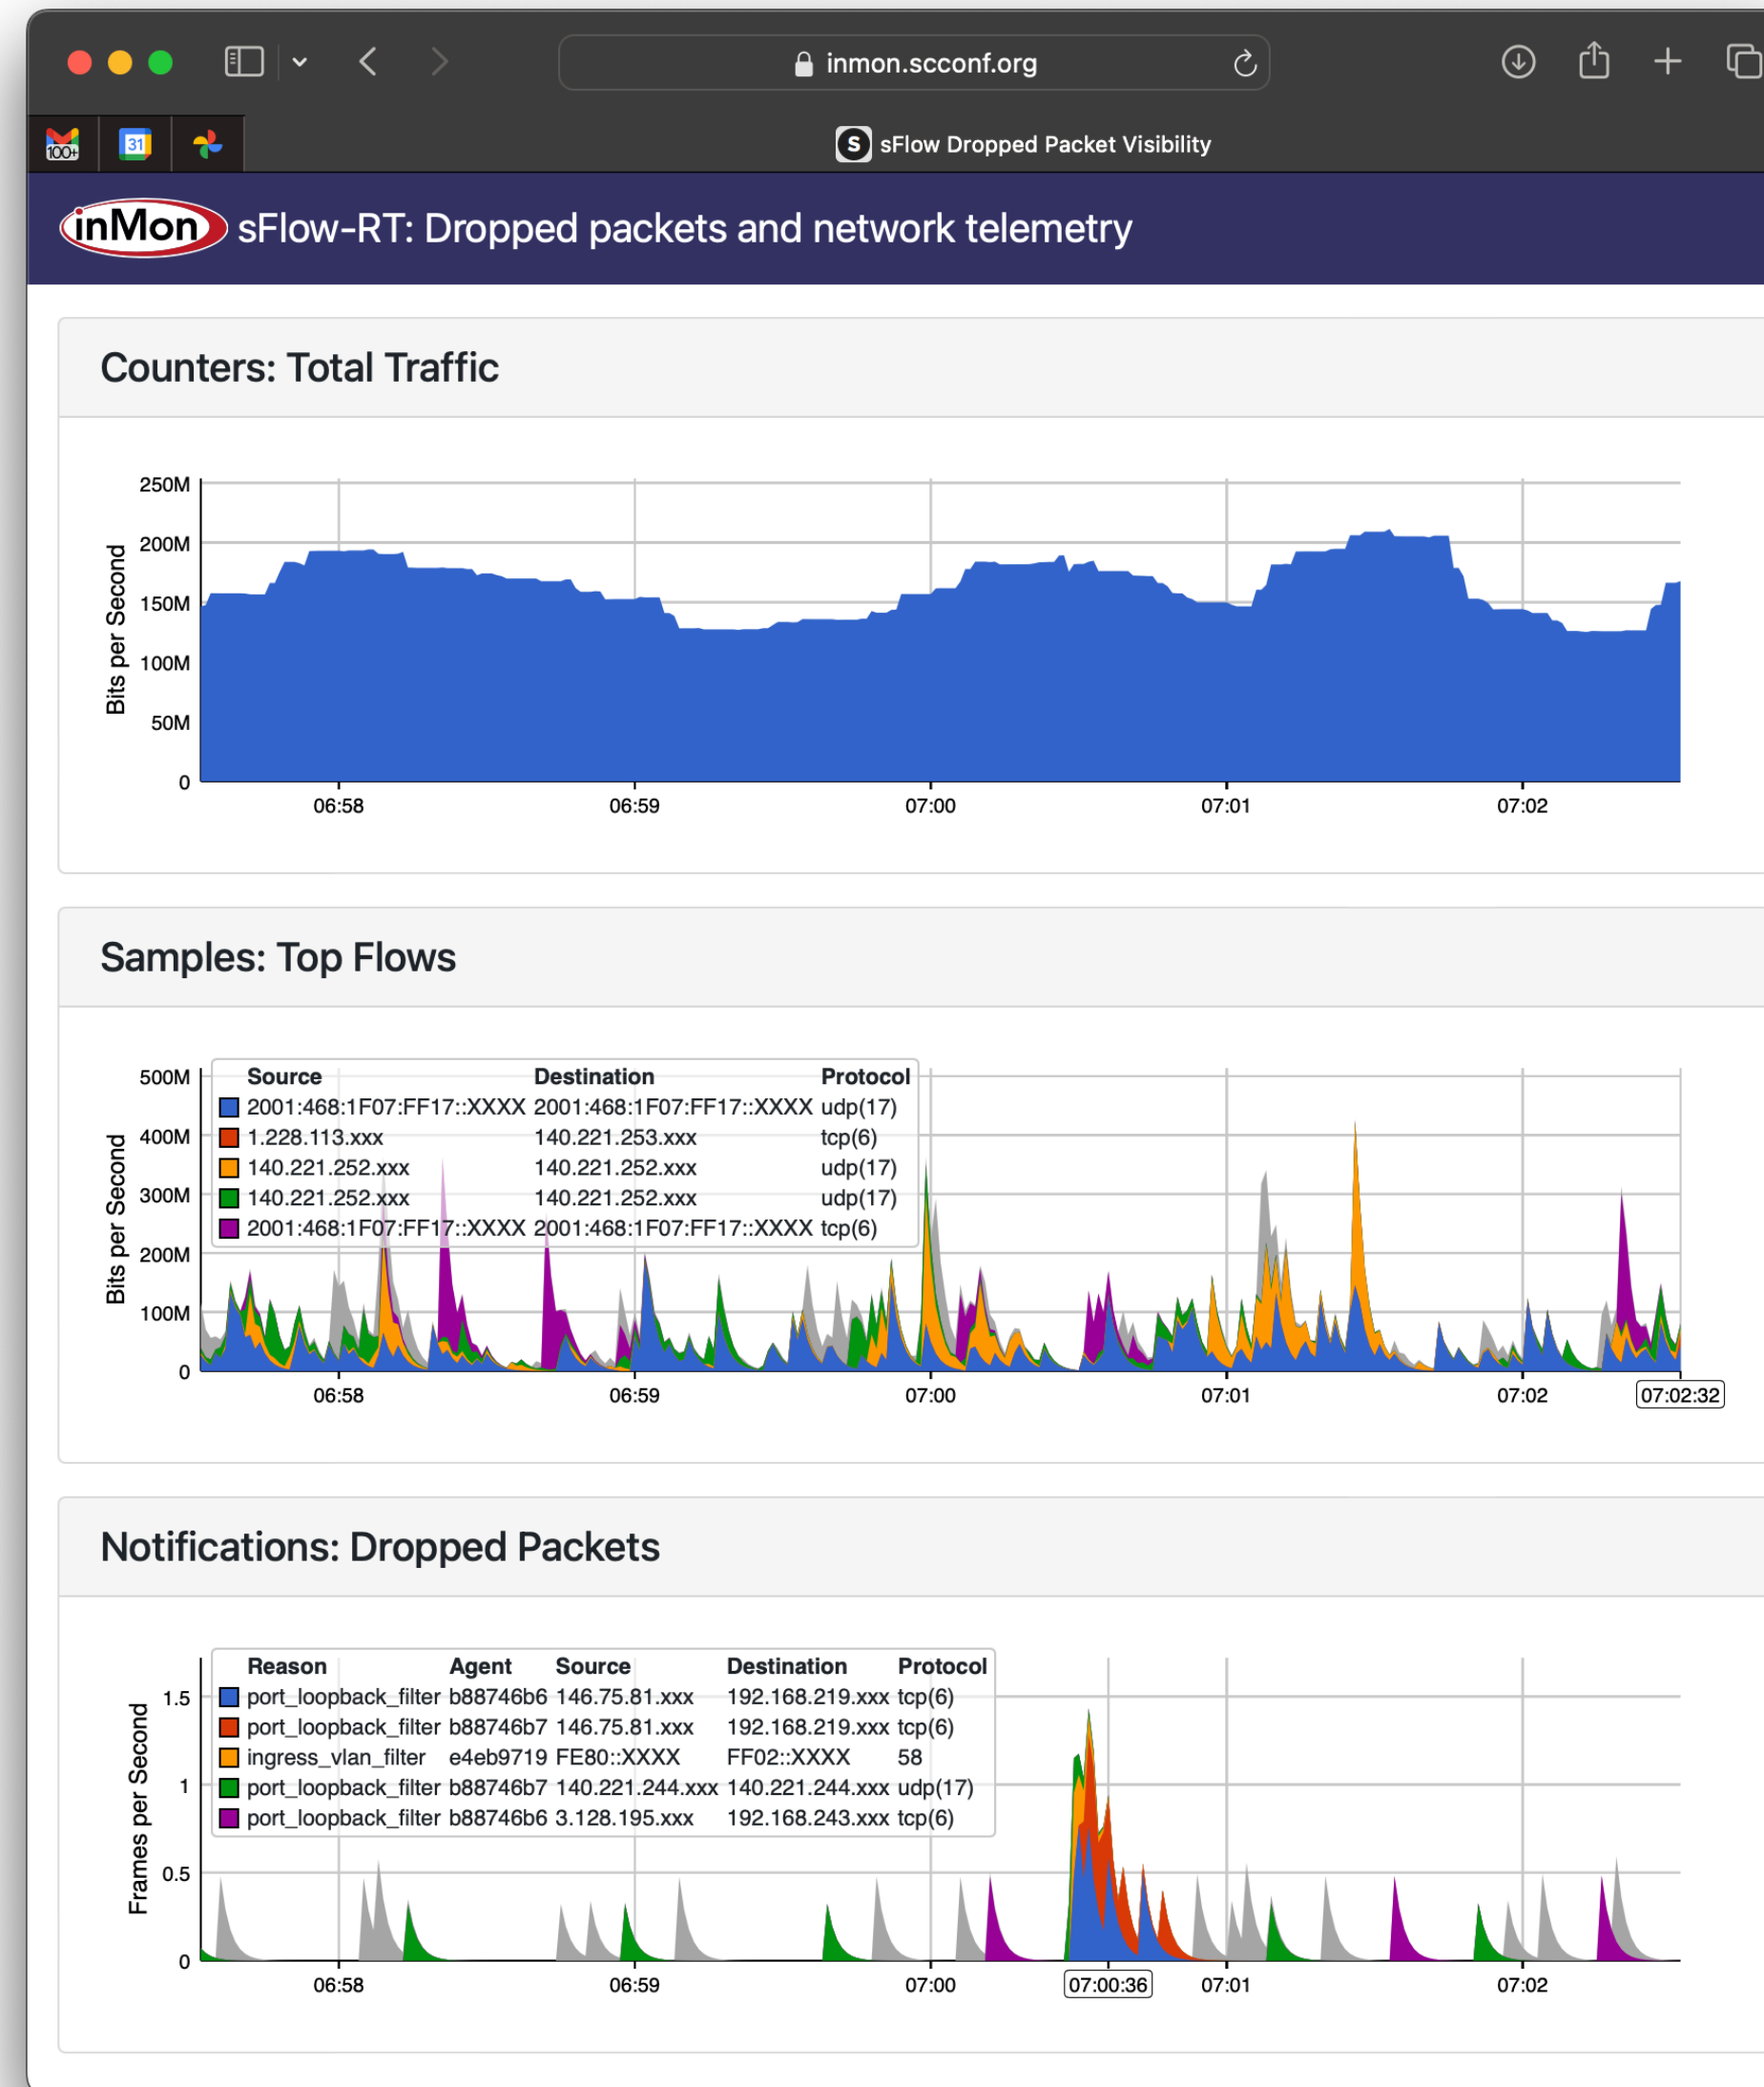 inmon.scconf.org
100+
31
S sFlow Dropped Packet Visibility
inMon sFlow-RT: Dropped packets and network telemetry
Counters: Total Traffic
Bits per Second
250M
200M
150M
100M
50M
0
06:58 06:59 07:00 07:01 07:02
Samples: Top Flows
Bits per Second
500M
400M
300M
200M
100M
0
Source Destination Protocol
2001:468:1F07:FF17::XXXX 2001:468:1F07:FF17::XXXX udp(17)
1.228.113.xxx 140.221.253.xxx tcp(6)
140.221.252.xxx 140.221.252.xxx udp(17)
140.221.252.xxx 140.221.252.xxx udp(17)
2001:468:1F07:FF17::XXXX 2001:468:1F07:FF17::XXXX tcp(6)
06:58 06:59 07:00 07:01 07:02 07:02:32
Notifications: Dropped Packets
Frames per Second
1.5
1
0.5
0
Reason Agent Source Destination Protocol
port_loopback_filter b88746b6 146.75.81.xxx 192.168.219.xxx tcp(6)
port_loopback_filter b88746b7 146.75.81.xxx 192.168.219.xxx tcp(6)
ingress_vlan_filter e4eb9719 FE80::XXXX FF02::XXXX 58
port_loopback_filter b88746b7 140.221.244.xxx 140.221.244.xxx udp(17)
port_loopback_filter b88746b6 3.128.195.xxx 192.168.243.xxx tcp(6)
06:58 06:59 07:00 07:00:36 07:01 07:02